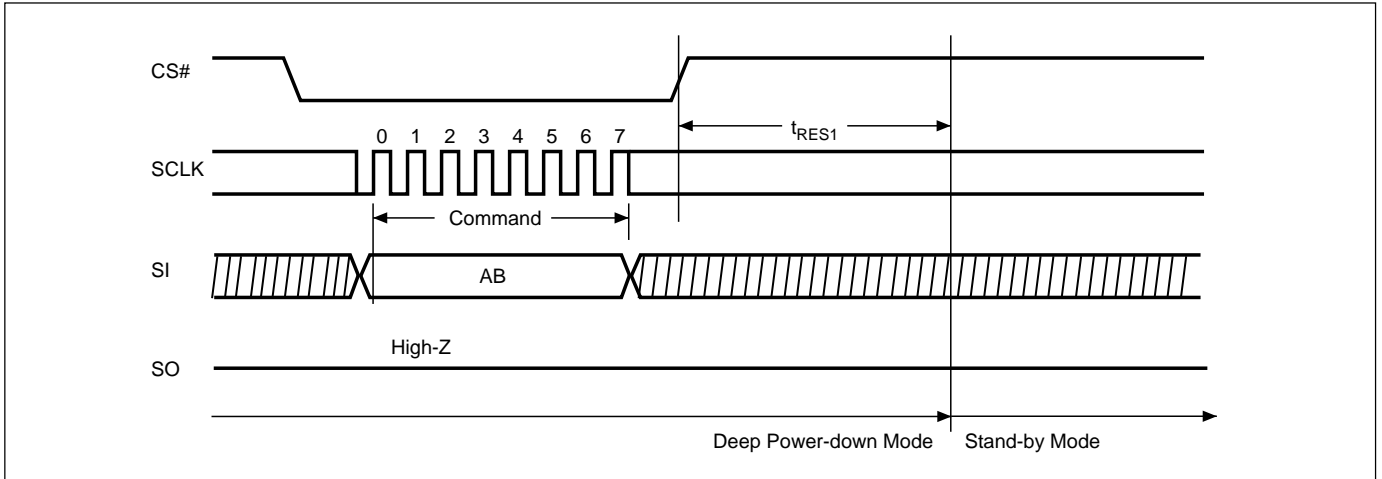 CS#
tRES1
0 1 2 3 4 5 6 7
SCLK
Command
SI
AB
High-Z
SO
Deep Power-down Mode
Stand-by Mode